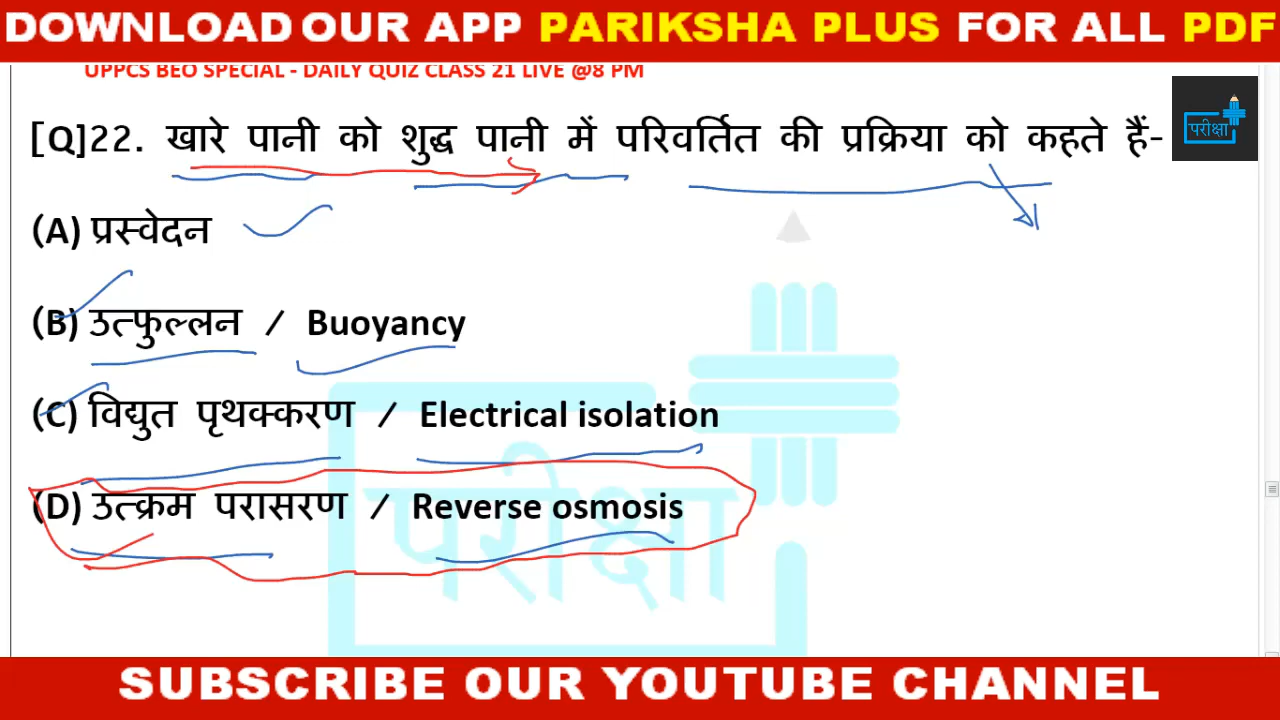 DOWNLOAD OUR APP PARIKSHA PLUS FOR ALL PDF
UPPCS BEO SPECIAL - DAILY QUIZ CLASS 21 LIVE @8 PM
परीक्षा
[Q]22. खारे पानी को शुद्ध पानी में परिवर्तित की प्रक्रिया को कहते हैं-
(A) प्रस्वेदन
(B) उत्फुल्लन / Buoyancy
(C) विद्युत पृथक्करण / Electrical isolation
(D) उत्क्रम परासरण / Reverse osmosis
परीक्षा
SUBSCRIBE OUR YOUTUBE CHANNEL